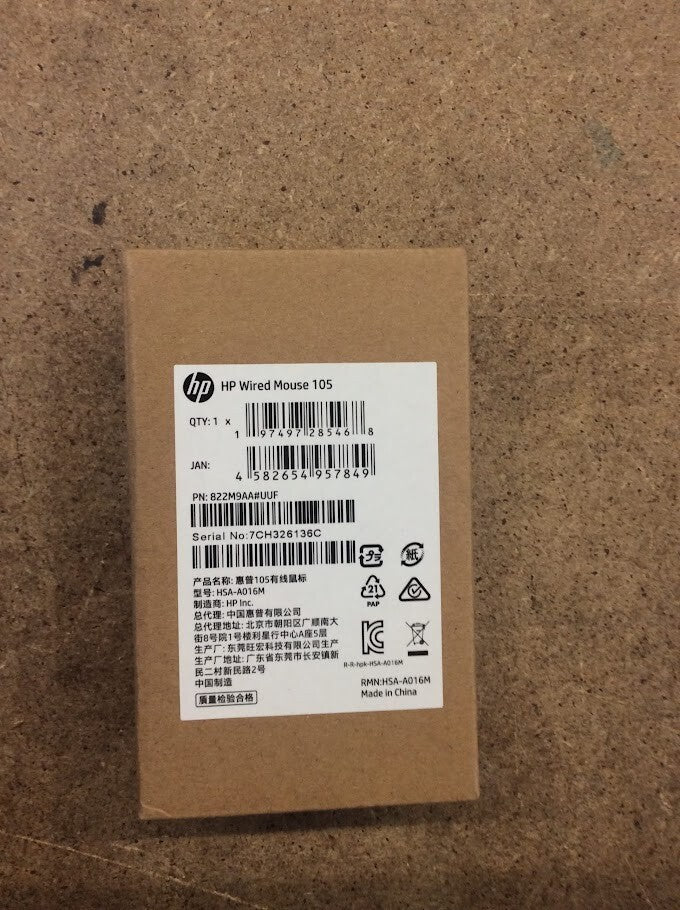 hp HP Wired Mouse 105
QTY: 1 x
1 97497 28546 8
JAN:
4 582654 957849
PN: 822M9AA#UUF
Serial No:7CH326136C
产品名称: 惠普105有线鼠标
型号: HSA-A016M
制造商: HP Inc.
总代理: 中国惠普有限公司
总代理地址: 北京市朝阳区广顺南大
街8号院1号楼利星行中心A座5层
生产厂: 东莞旺宏科技有限公司生产
生产厂地址: 广东省东莞市长安镇新
民二村新民路2号
中国制造
质量检验合格
プラ
紙
21
PAP
R-R-hpk-HSA-A016M
RMN:HSA-A016M
Made in China